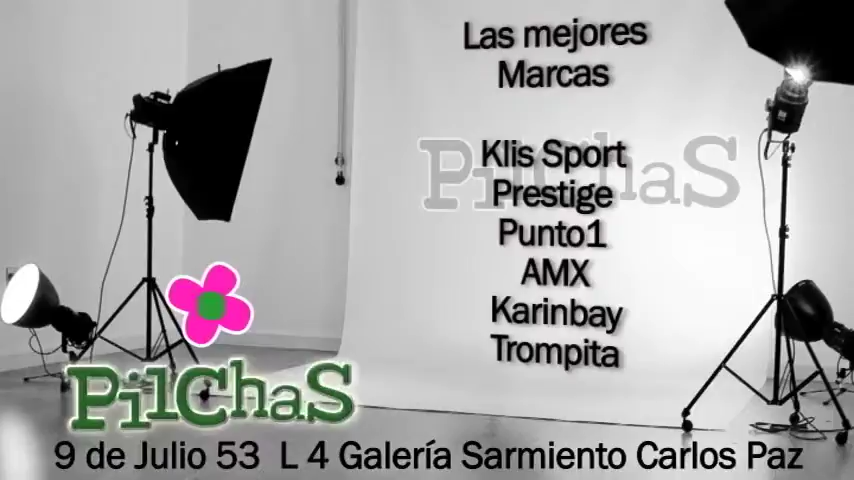 Las mejores
Marcas
PilChaS
Klis Sport
Prestige
Punto1
AMX
Karinbay
Trompita
PilChaS
9 de Julio 53 L 4 Galería Sarmiento Carlos Paz